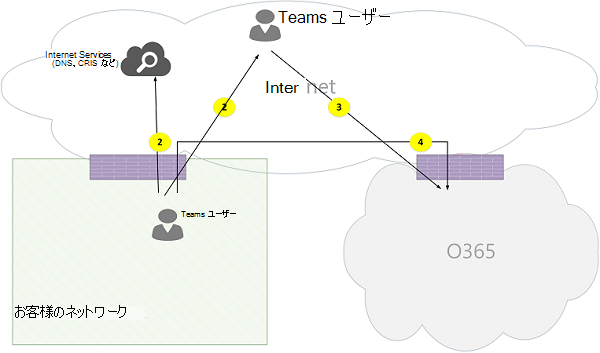 Teams ユーザー
Internet Services
(DNS、CRIS など)
Inter net
2
3
2
4
Teams ユーザー
O365
お客様のネットワーク